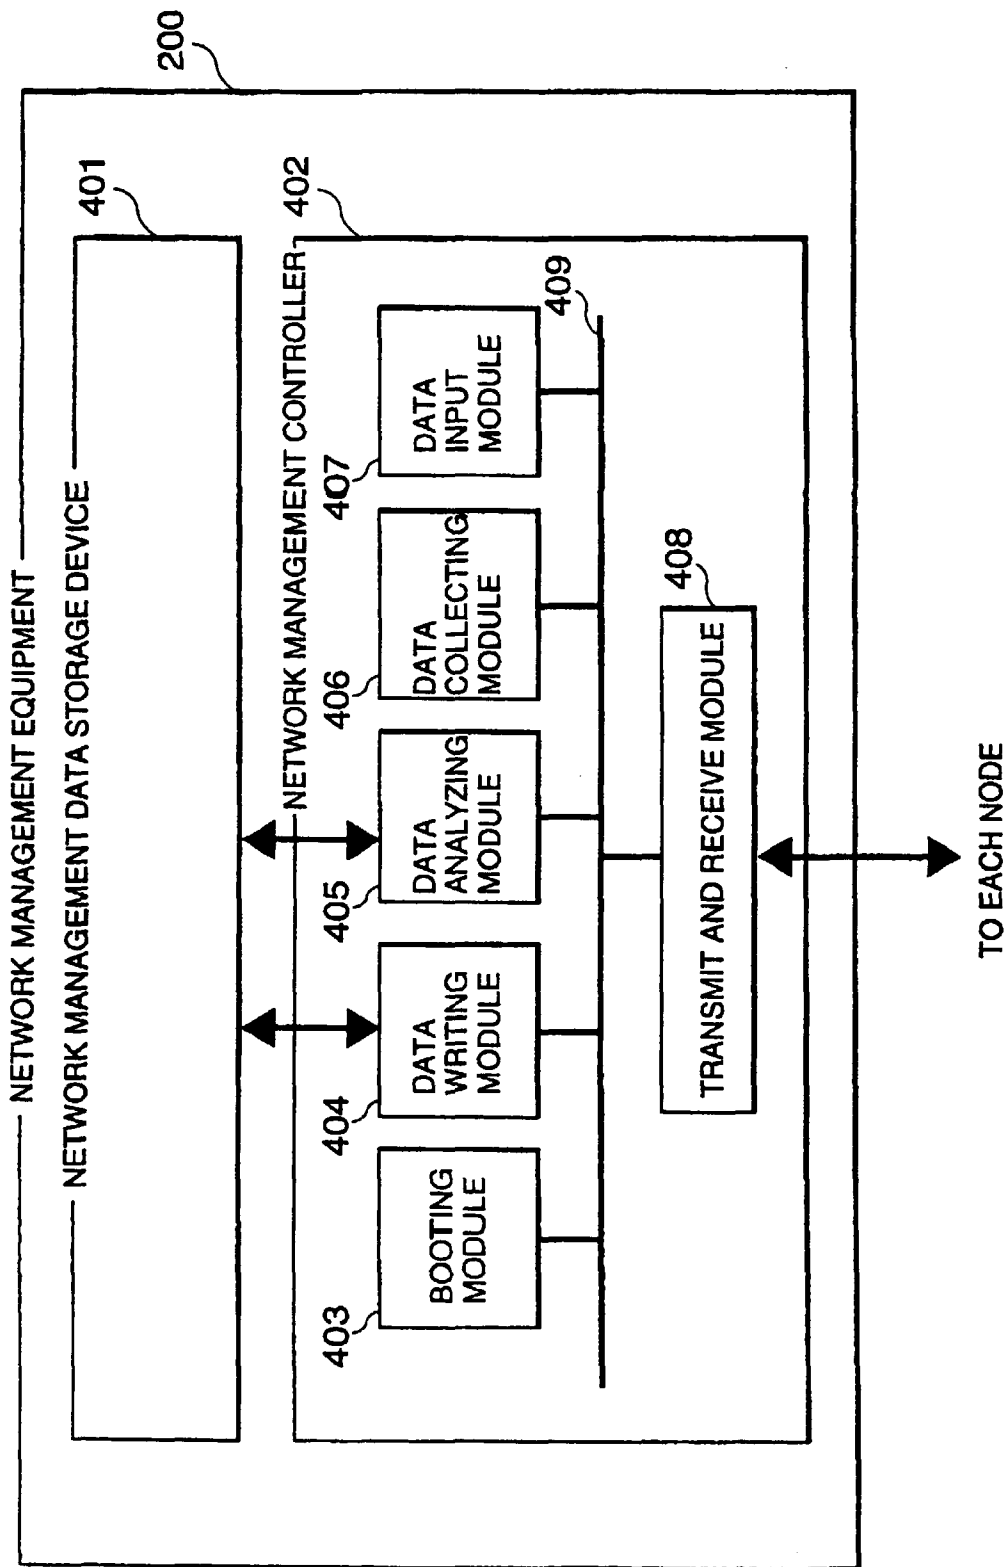 NETWORK MANAGEMENT EQUIPMENT
200
NETWORK MANAGEMENT DATA STORAGE DEVICE
401
NETWORK MANAGEMENT CONTROLLER
402
403
BOOTING
MODULE
404
DATA
WRITING
MODULE
405
DATA
ANALYZING
MODULE
406
DATA
COLLECTING
MODULE
407
DATA
INPUT
MODULE
409
408
TRANSMIT AND RECEIVE MODULE
TO EACH NODE